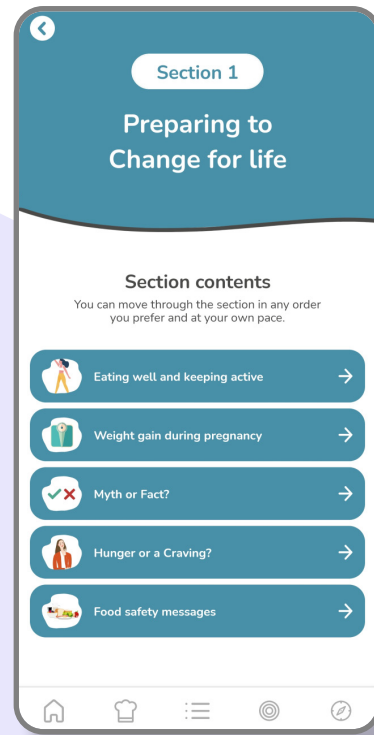 Section 1
Preparing to
Change for life
Section contents
You can move through the section in any order
you prefer and at your own pace.
Eating well and keeping active
Weight gain during pregnancy
Myth or Fact?
Hunger or a Craving?
Food safety messages